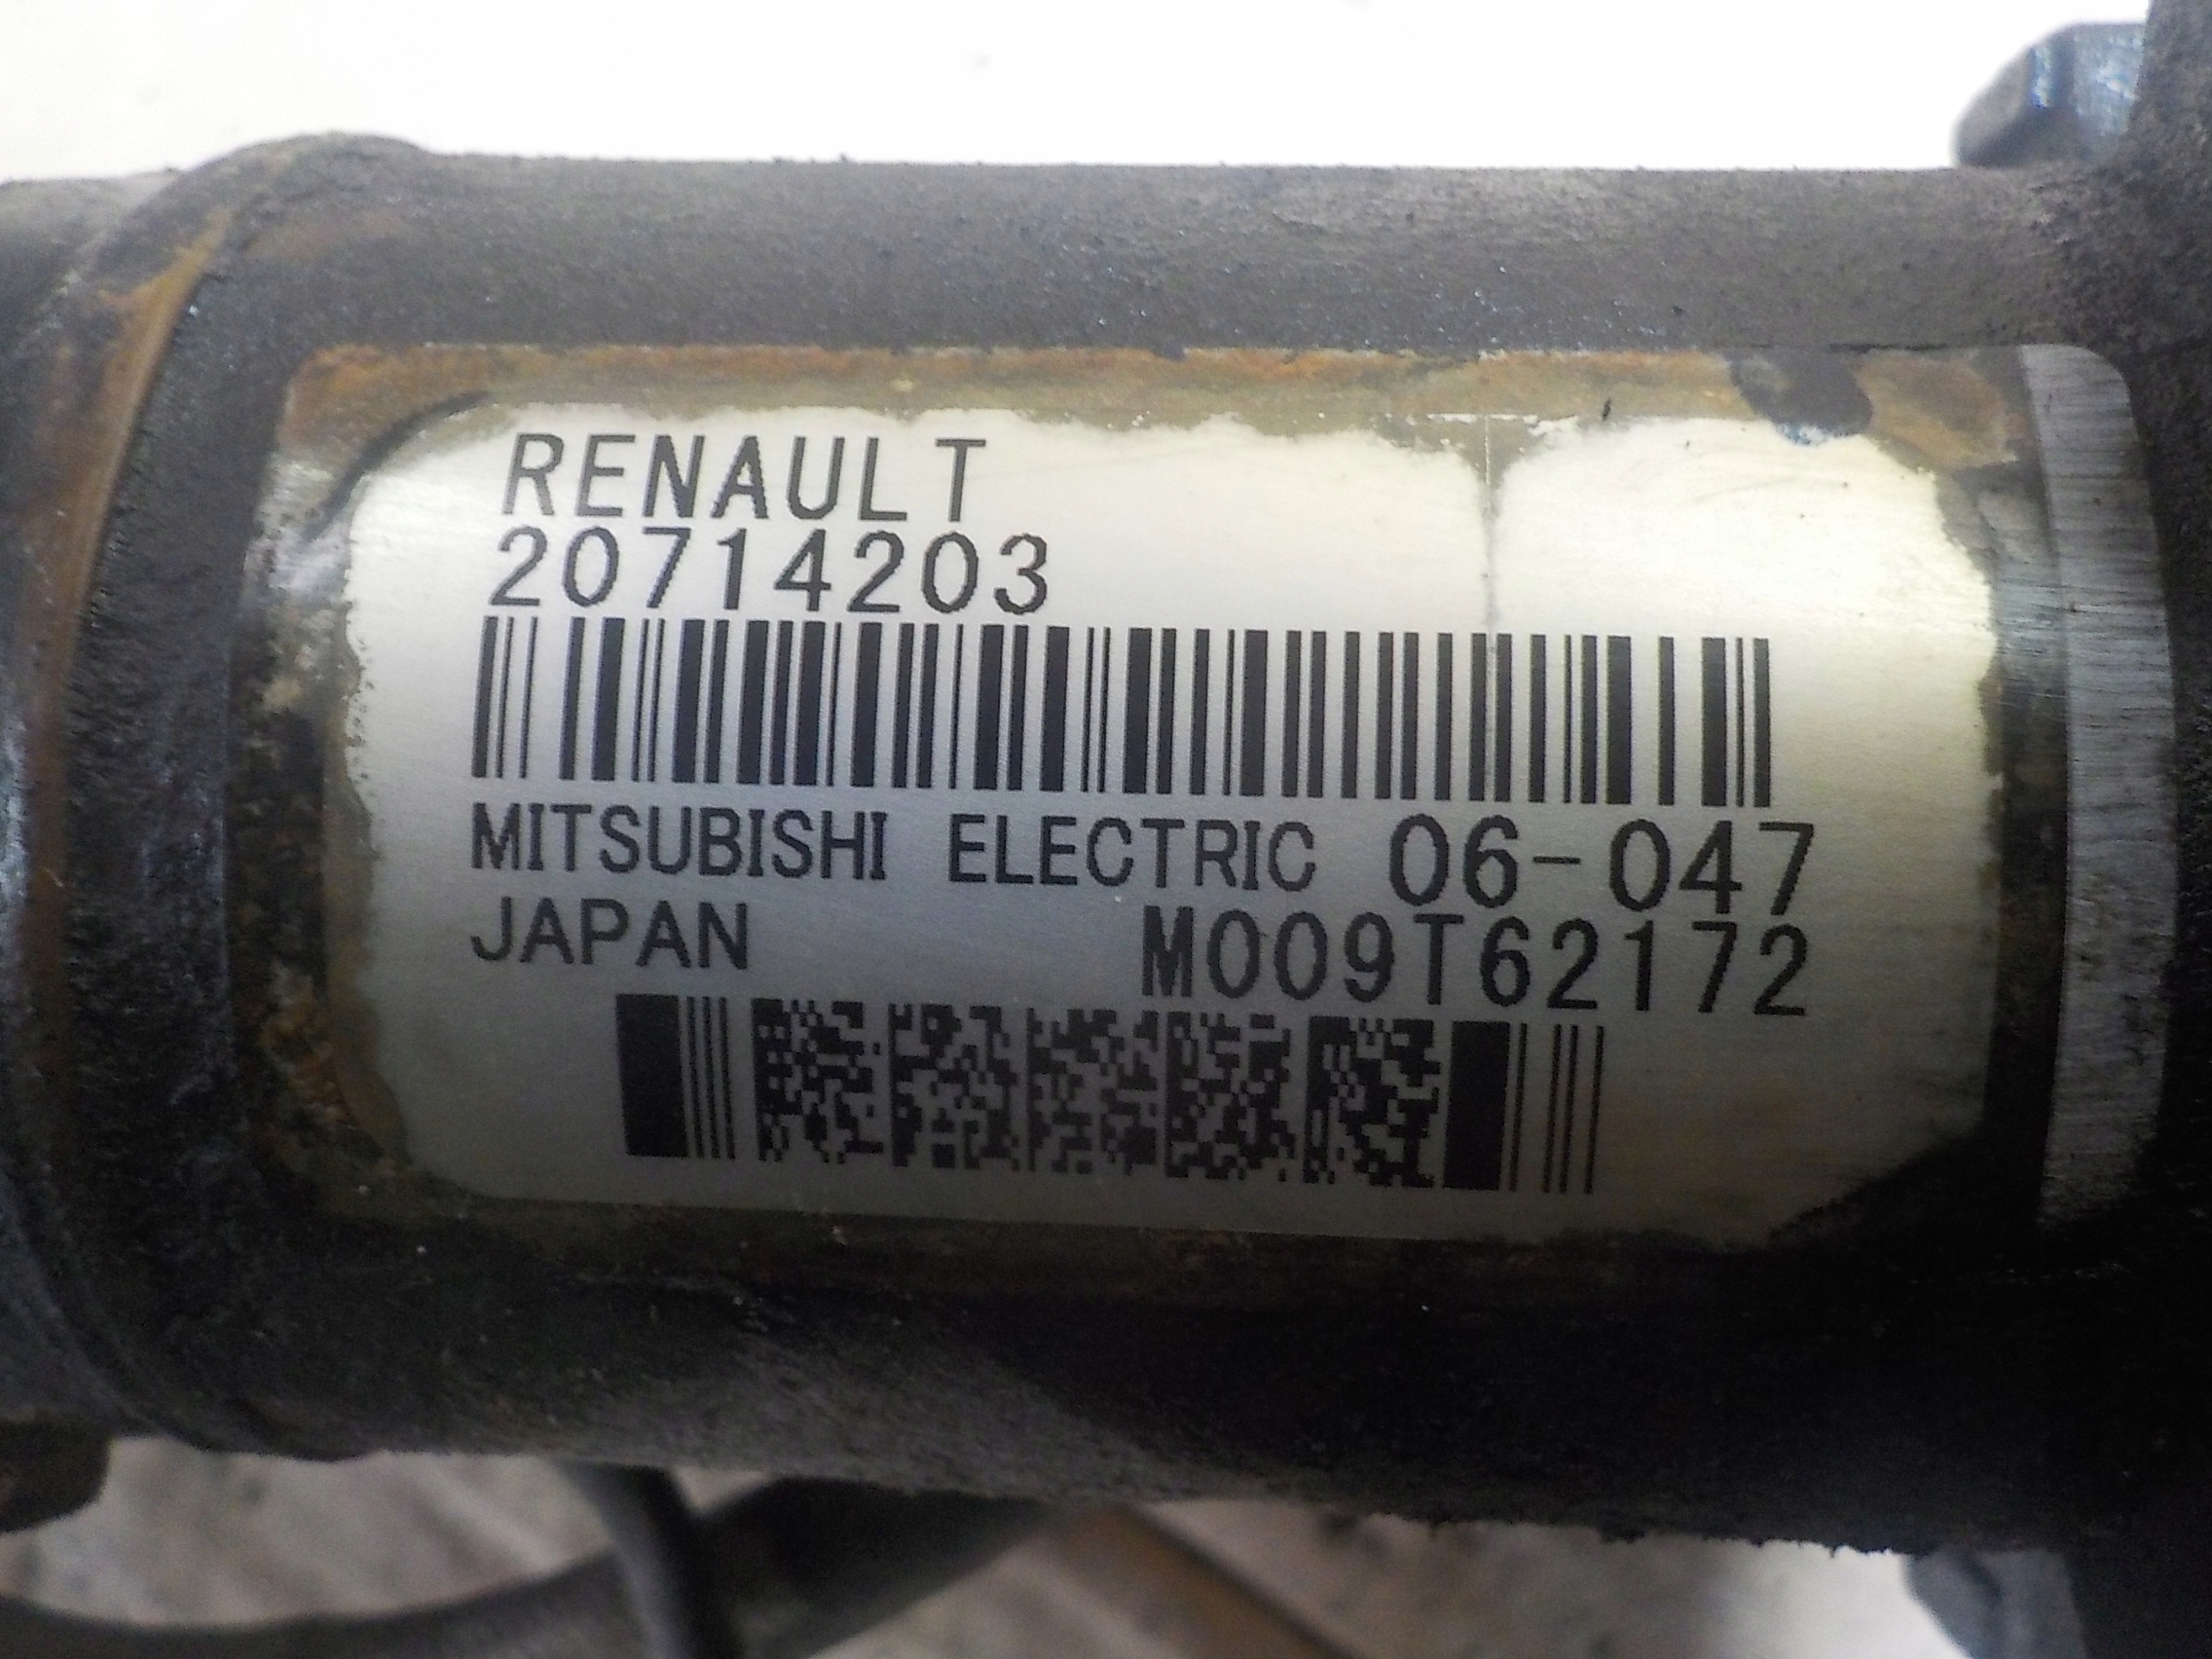 RENAULT
20714203
MITSUBISHI ELECTRIC 06-047
JAPAN M009T62172